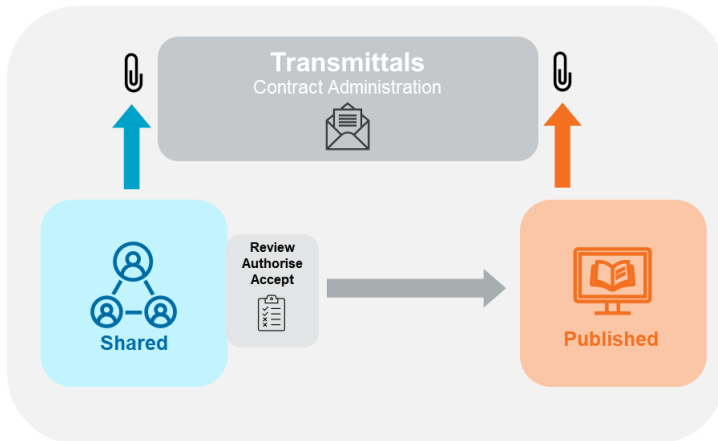 Transmittals
Contract Administration
Review
Authorise
Accept
Shared
Published